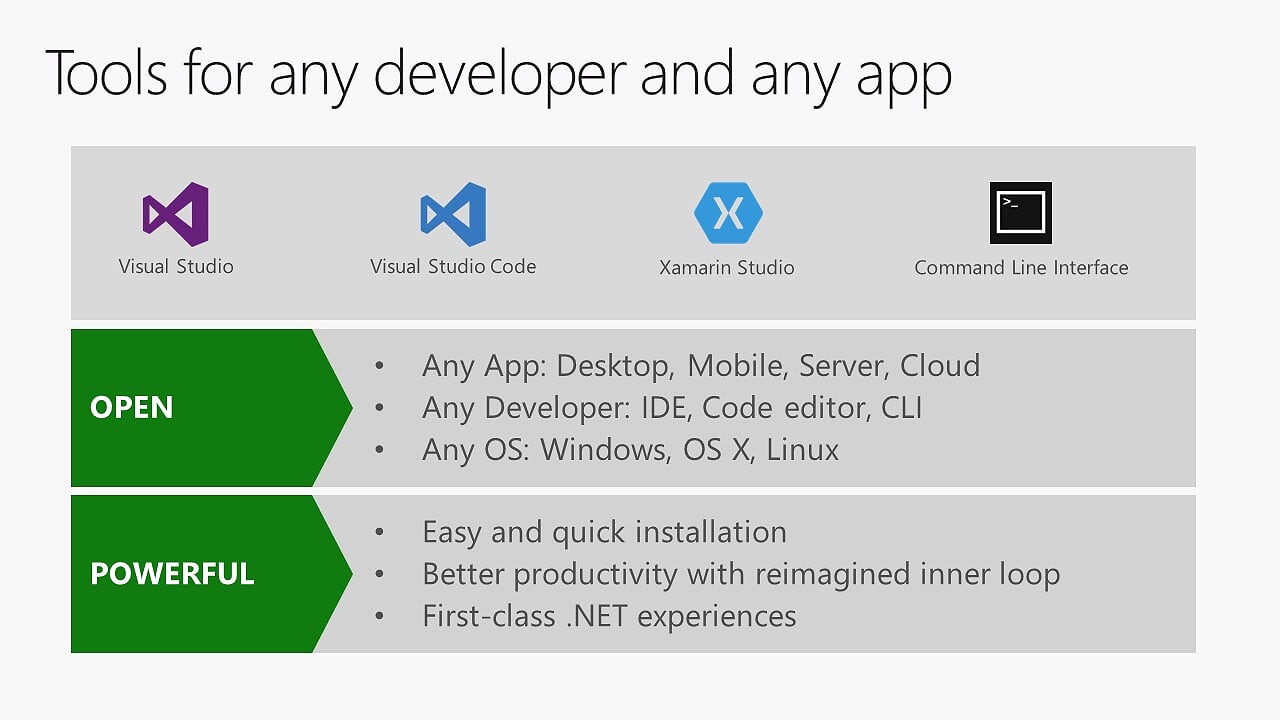 Tools for any developer and any app
Visual Studio
Visual Studio Code
Xamarin Studio
>_
Command Line Interface
OPEN
• Any App: Desktop, Mobile, Server, Cloud
• Any Developer: IDE, Code editor, CLI
• Any OS: Windows, OS X, Linux
POWERFUL
• Easy and quick installation
• Better productivity with reimagined inner loop
• First-class .NET experiences